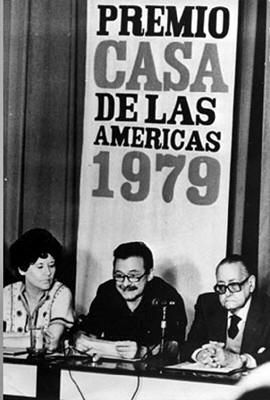 PREMIO
CASA
DE LAS
AMERICAS
1979